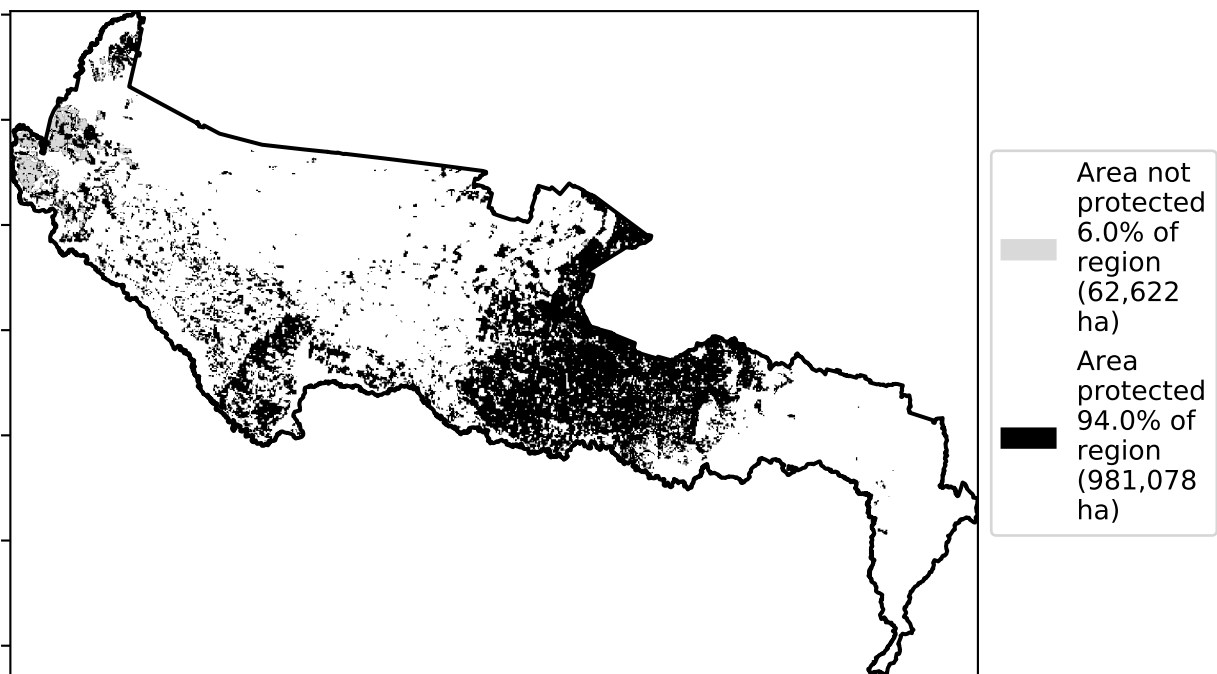 Area not
protected
6.0% of
region
(62,622
ha)
Area
protected
94.0% of
region
(981,078
ha)